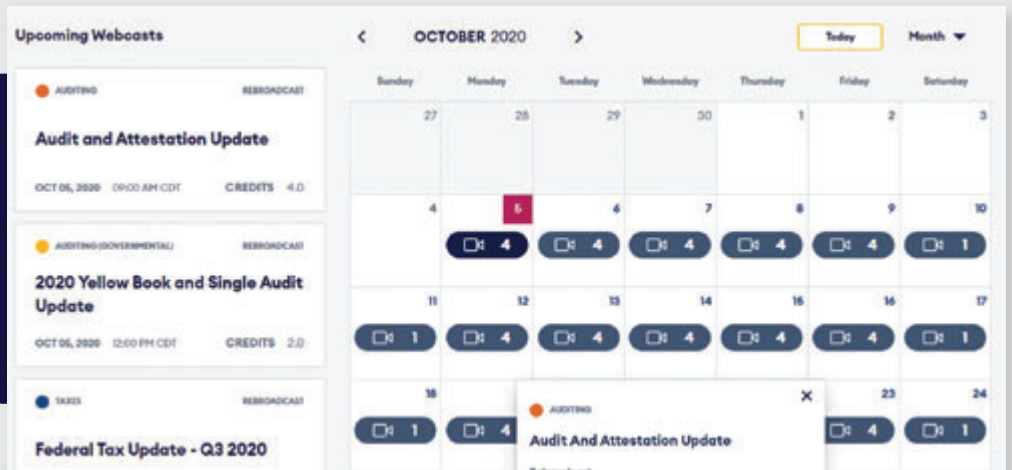 Upcoming Webcasts
AUDITING REBROADCAST
Audit and Attestation Update
OCT 05, 2020 09:00 AM CDT CREDITS 4.0
AUDITING (GOVERNMENTAL) REBROADCAST
2020 Yellow Book and Single Audit
Update
OCT 05, 2020 12:00 PM CDT CREDITS 2.0
TAXES REBROADCAST
Federal Tax Update - Q3 2020
OCTOBER 2020 Today Month
Sunday Monday Tuesday Wednesday Thursday Friday Saturday
27 28 29 30 1 2 3
4 5 6 7 8 9 10
4 4 4 4 4 1
11 12 13 14 15 16 17
1 4 4 4 4 4 1
18 23 24
1 4 4 1
AUDITING
Audit And Attestation Update